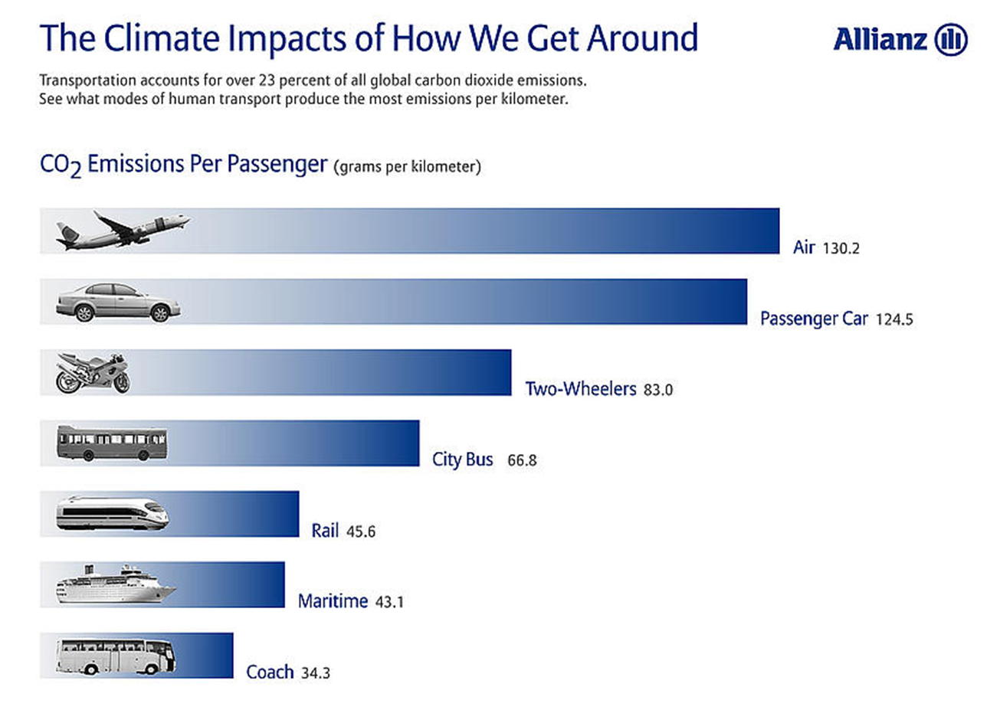 The Climate Impacts of How We Get Around
Allianz
Transportation accounts for over 23 percent of all global carbon dioxide emissions.
See what modes of human transport produce the most emissions per kilometer.
CO2 Emissions Per Passenger (grams per kilometer)
Air 130.2
Passenger Car 124.5
Two-Wheelers 83.0
City Bus 66.8
Rail 45.6
Maritime 43.1
Coach 34.3